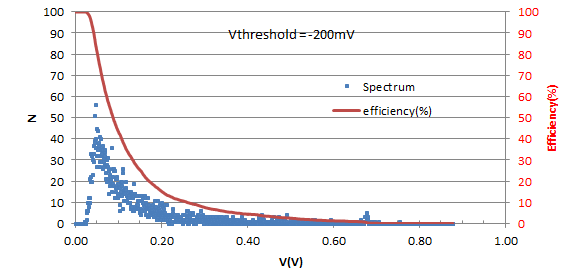 100 100
90 90
Vthreshold = -200mV
80 80
70 70
Spectrum
60 60
efficiency(%)
50 50
40 40
30 30
20 20
10 10
0 0
0.00 0.20 0.40 0.60 0.80 1.00
V(V)
N
Efficiency(%)